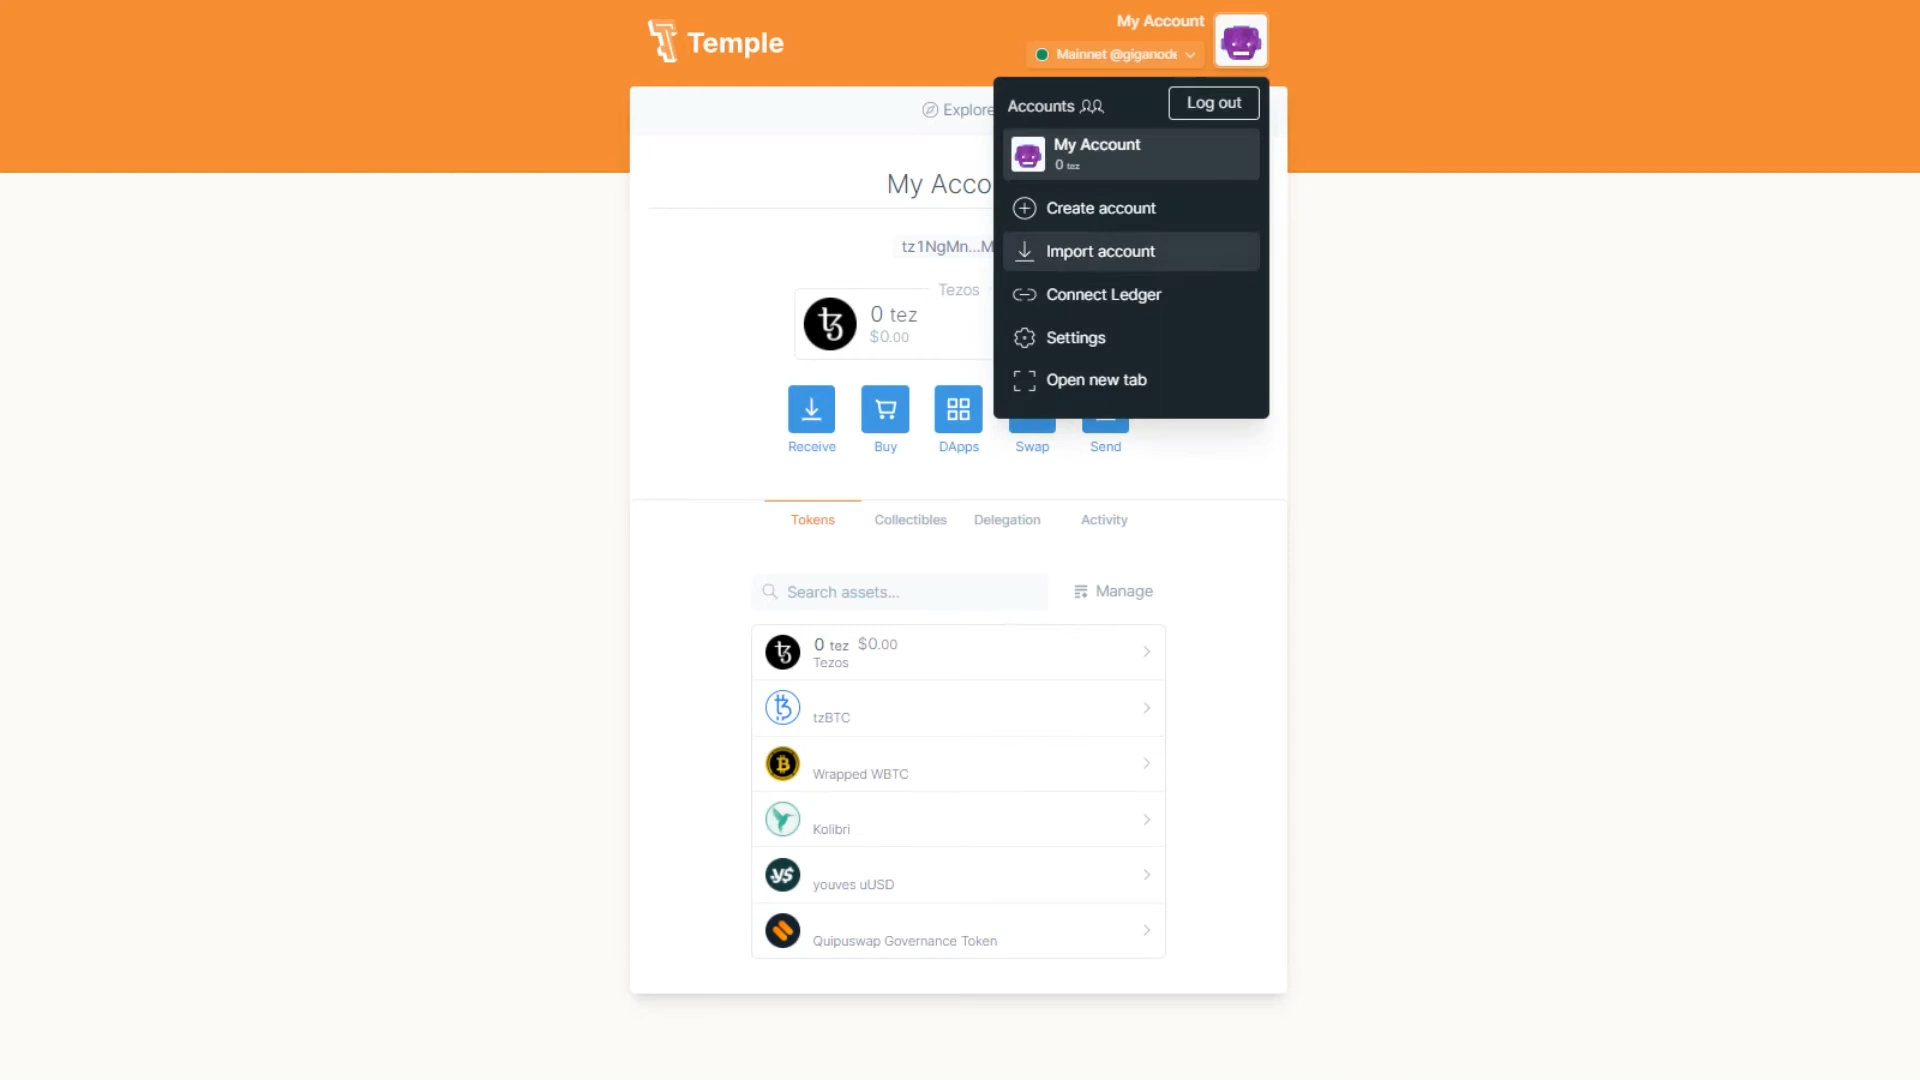 Temple
My Account
Mainnet @giganode
Explore
Accounts
Log out
My Account
0 tez
Create account
Import account
Connect Ledger
Settings
Open new tab
My Acco
tz1NgMn...M
Tezos
0 tez
$0.00
Receive
Buy
DApps
Swap
Send
Tokens
Collectibles
Delegation
Activity
Search assets...
Manage
0 tez $0.00
Tezos
tzBTC
Wrapped WBTC
Kolibri
youves uUSD
Quipuswap Governance Token